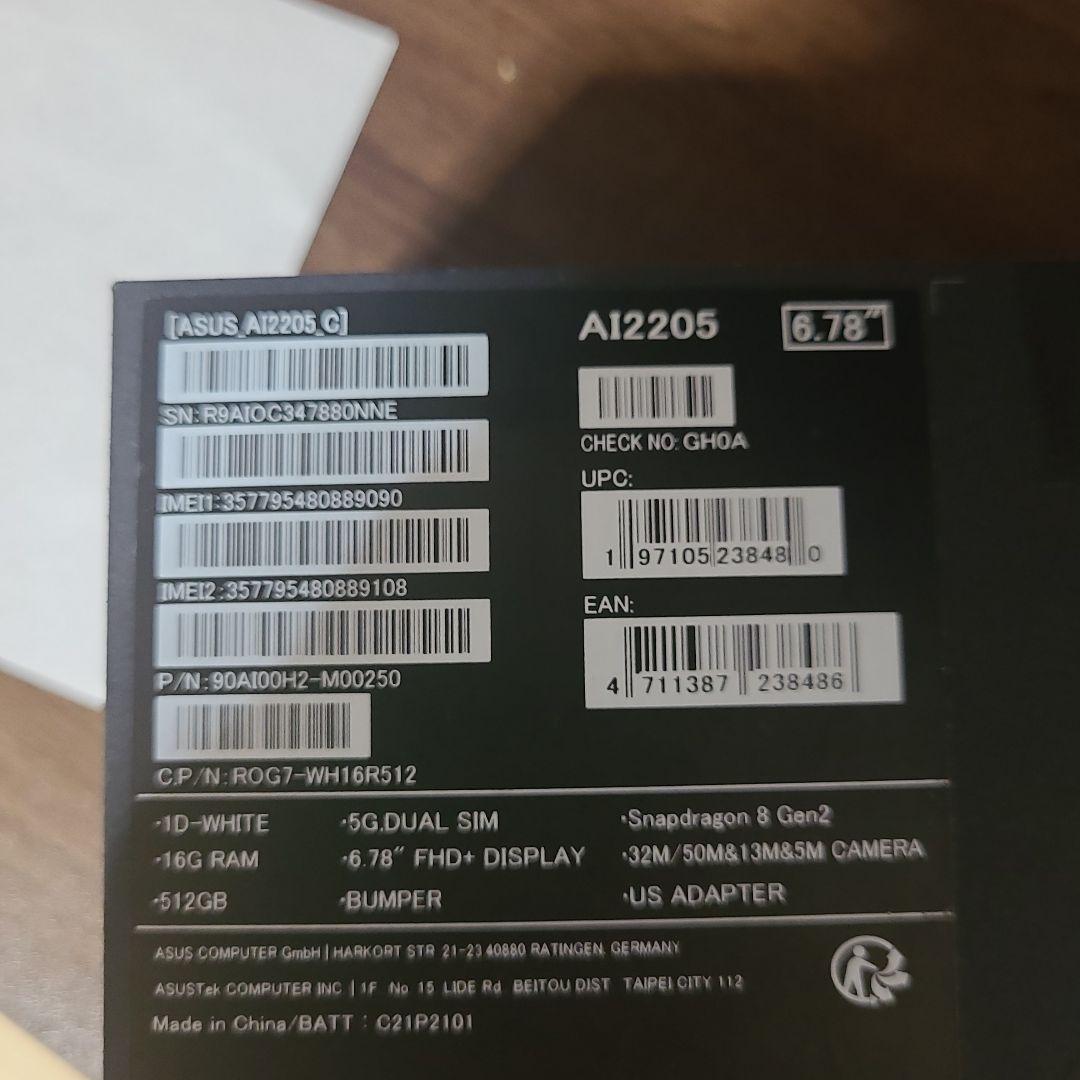 [ASUS_AI2205_C]
SN:R9AIOC347880NNE
IMEI1:357795480889090
IMEI2:357795480889108
P/N:90AI00H2-M00250
C.P/N:ROG7-WH16R512
AI2205
6.78"
CHECK NO:GH0A
UPC:
1 97105 23848 0
EAN:
4 711387 238486
·1D-WHITE ·5G,DUAL SIM ·Snapdragon 8 Gen2
·16G RAM ·6.78" FHD+ DISPLAY ·32M/50M&13M&5M CAMERA
·512GB ·BUMPER ·US ADAPTER
ASUS COMPUTER GmbH | HARKORT STR 21-23 40880 RATINGEN, GERMANY
ASUSTek COMPUTER INC | 1F No 15 LIDE Rd BEITOU DIST TAIPEI CITY 112
Made in China/BATT : C21P2101